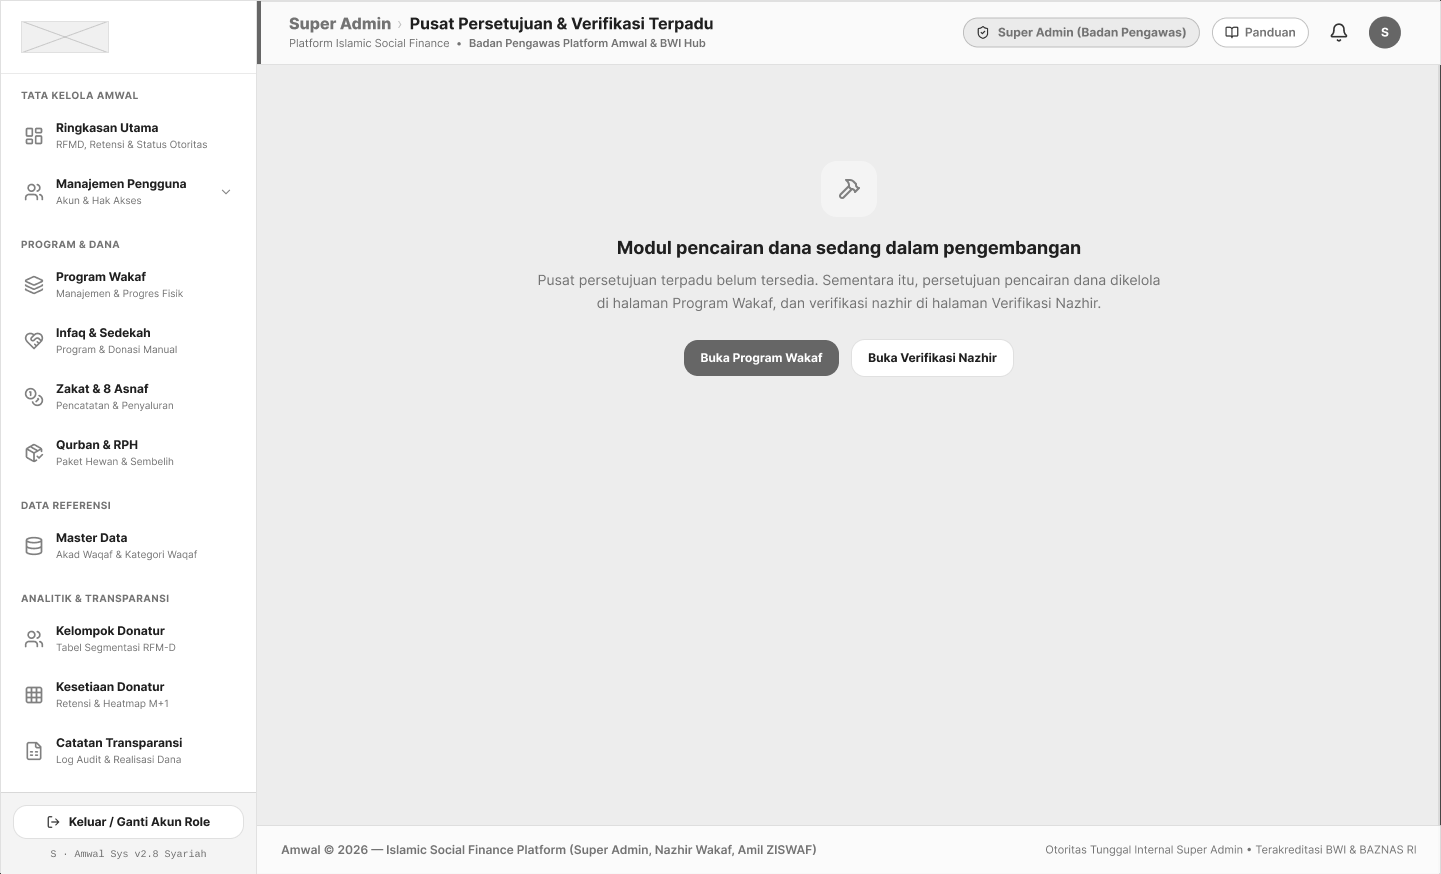 Super Admin › Pusat Persetujuan & Verifikasi Terpadu
Platform Islamic Social Finance • Badan Pengawas Platform Amwal & BWI Hub
Super Admin (Badan Pengawas)
Panduan
S
TATA KELOLA AMWAL
Ringkasan Utama
RFMD, Retensi & Status Otoritas
Manajemen Pengguna
Akun & Hak Akses
PROGRAM & DANA
Program Wakaf
Manajemen & Progres Fisik
Infaq & Sedekah
Program & Donasi Manual
Zakat & 8 Asnaf
Pencatatan & Penyaluran
Qurban & RPH
Paket Hewan & Sembelih
DATA REFERENSI
Master Data
Akad Waqaf & Kategori Waqaf
ANALITIK & TRANSPARANSI
Kelompok Donatur
Tabel Segmentasi RFM-D
Kesetiaan Donatur
Retensi & Heatmap M+1
Catatan Transparansi
Log Audit & Realisasi Dana
Keluar / Ganti Akun Role
S · Amwal Sys v2.8 Syariah
Modul pencairan dana sedang dalam pengembangan
Pusat persetujuan terpadu belum tersedia. Sementara itu, persetujuan pencairan dana dikelola
di halaman Program Wakaf, dan verifikasi nazhir di halaman Verifikasi Nazhir.
Buka Program Wakaf
Buka Verifikasi Nazhir
Amwal © 2026 — Islamic Social Finance Platform (Super Admin, Nazhir Wakaf, Amil ZISWAF)
Otoritas Tunggal Internal Super Admin • Terakreditasi BWI & BAZNAS RI